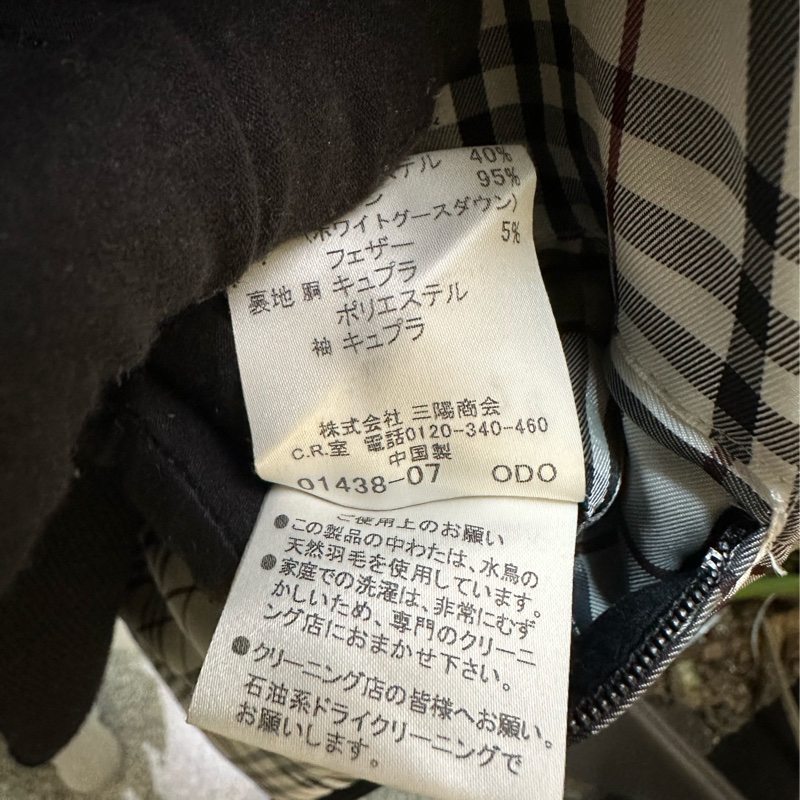 ステル 40%
ン 95%
(ホワイトグースダウン)
フェザー 5%
裏地 胴 キュプラ
ポリエステル
袖 キュプラ
株式会社 三陽商会
C.R.室 電話0120-340-460
中国製
01438-07 ODO
ご使用上のお願い
●この製品の中わたは、水鳥の
天然羽毛を使用しています。
●家庭での洗濯は、非常にむず
かしいため、専門のクリーニ
ング店におまかせ下さい。
●クリーニング店の皆様へお願い。
石油系ドライクリーニングで
お願いします。